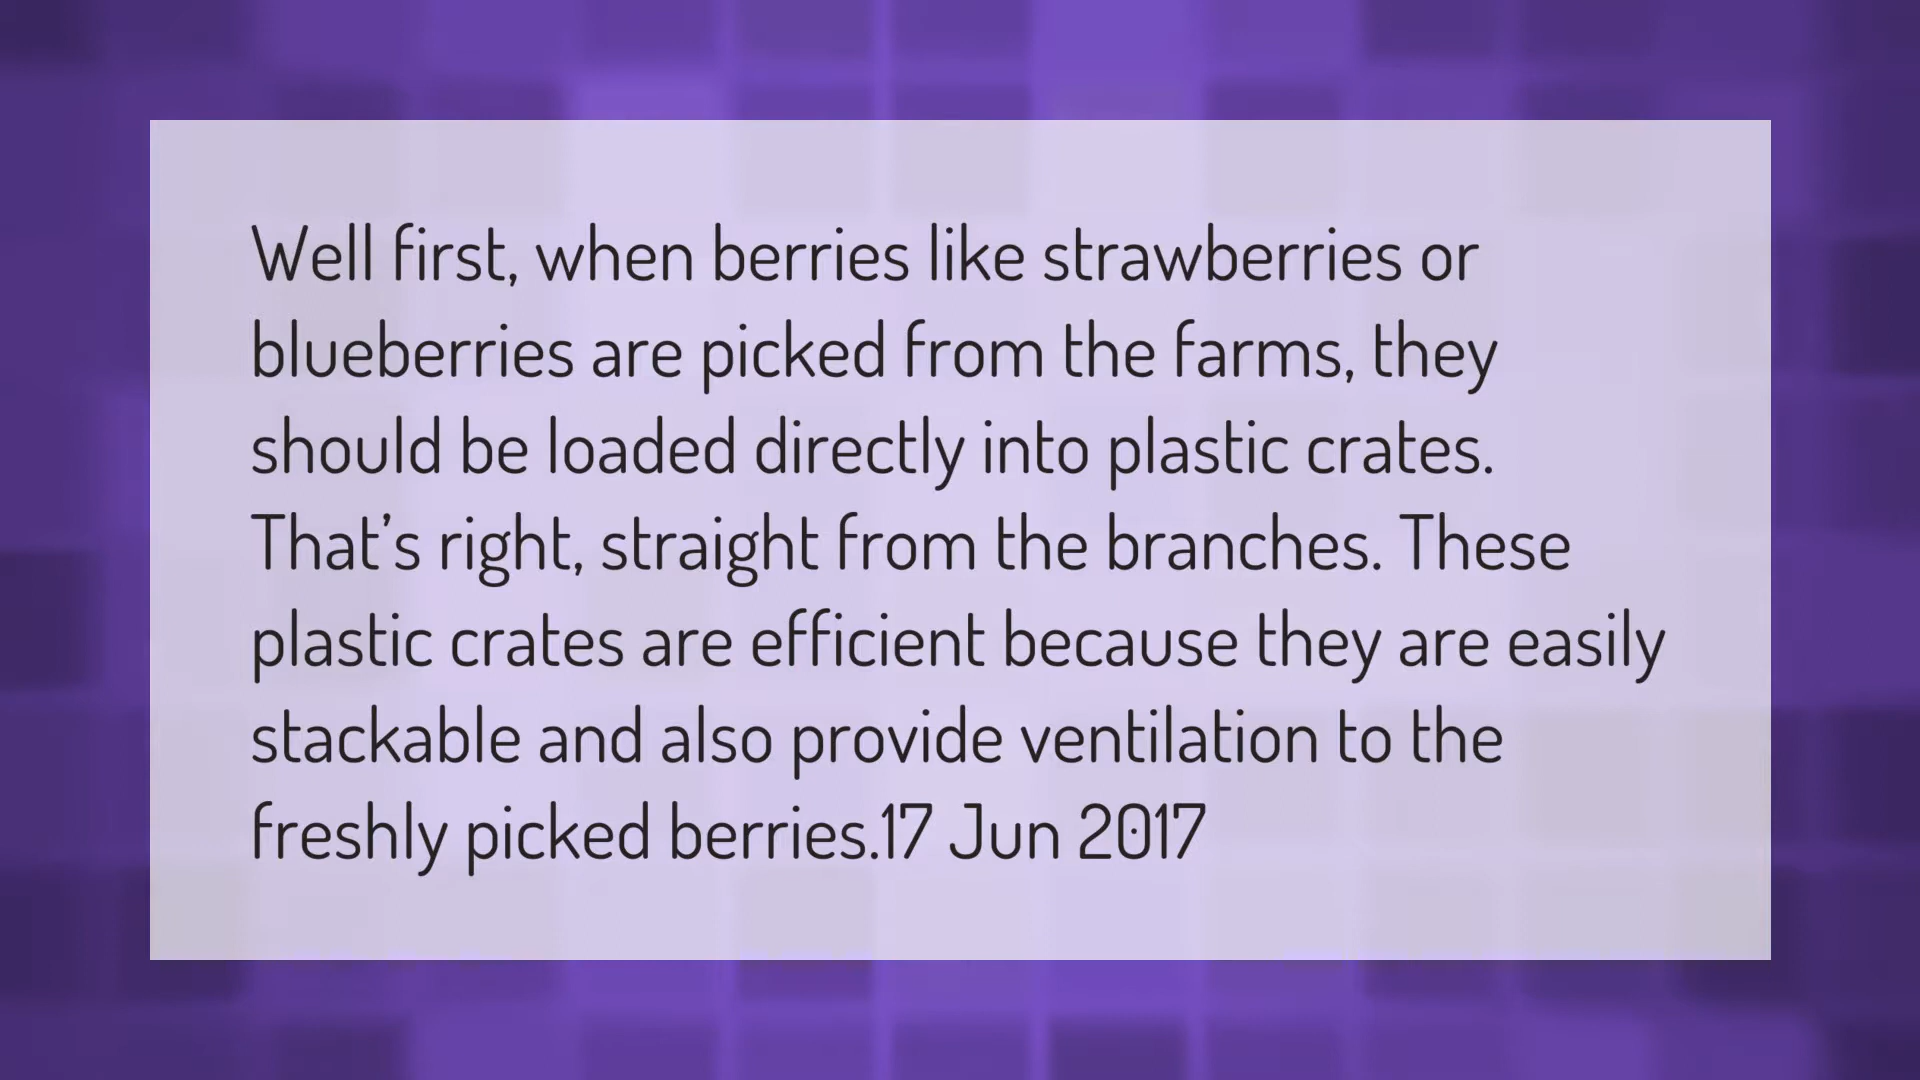 Well first, when berries like strawberries or
blueberries are picked from the farms, they
should be loaded directly into plastic crates.
That's right, straight from the branches. These
plastic crates are efficient because they are easily
stackable and also provide ventilation to the
freshly picked berries.17 Jun 2017